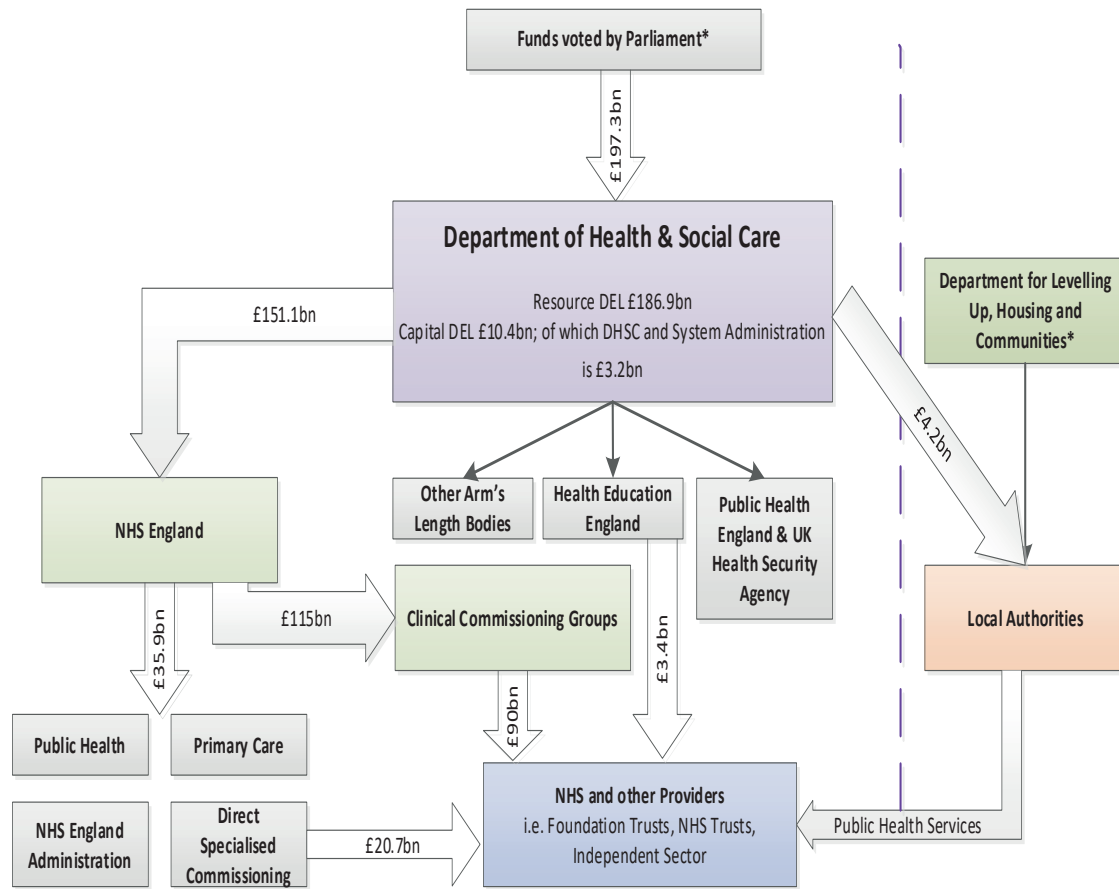 Funds voted by Parliament*
£197.3bn
Department of Health & Social Care
Resource DEL £186.9bn
Capital DEL £10.4bn; of which DHSC and System Administration
is £3.2bn
£151.1bn
Department for Levelling
Up, Housing and
Communities*
£4.2bn
NHS England
Other Arm's
Length Bodies
Health Education
England
Public Health
England & UK
Health Security
Agency
£115bn
Clinical Commissioning Groups
Local Authorities
£35.9bn
£3.4bn
£90bn
Public Health
Primary Care
NHS England
Administration
Direct
Specialised
Commissioning
£20.7bn
NHS and other Providers
i.e. Foundation Trusts, NHS Trusts,
Independent Sector
Public Health Services